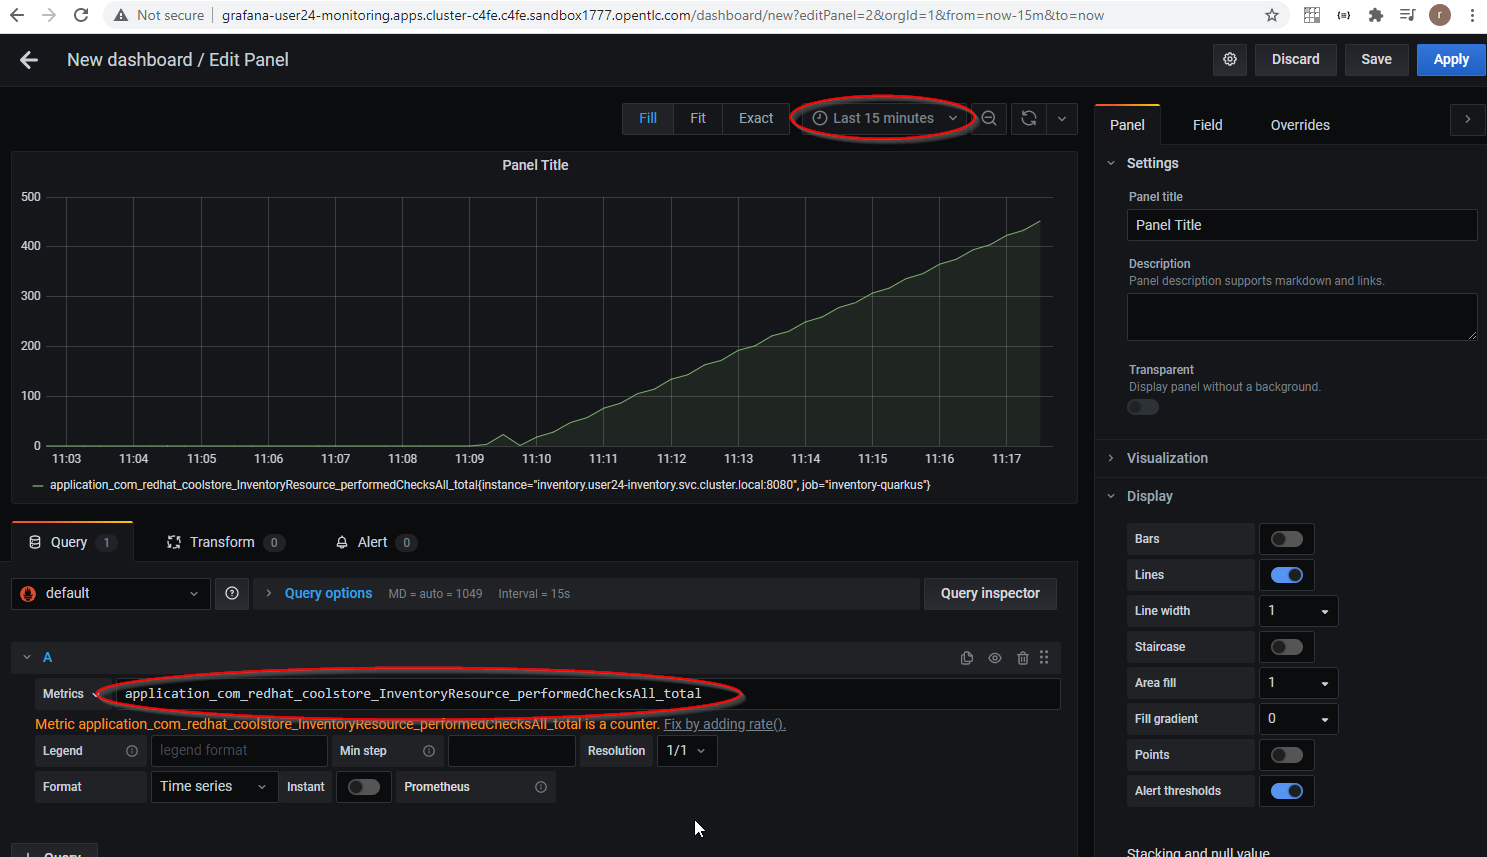 Not secure | grafana-user24-monitoring.apps.cluster-c4fe.c4fe.sandbox1777.opentlc.com/dashboard/new?editPanel=2&orgId=1&from=now-15m&to=now
r
New dashboard / Edit Panel
Discard
Save
Apply
Fill
Fit
Exact
Last 15 minutes
Panel Title
500
400
300
200
100
0
11:03 11:04 11:05 11:06 11:07 11:08 11:09 11:10 11:11 11:12 11:13 11:14 11:15 11:16 11:17
application_com_redhat_coolstore_InventoryResource_performedChecksAll_total{instance="inventory.user24-inventory.svc.cluster.local:8080", job="inventory-quarkus"}
Query 1
Transform 0
Alert 0
default
Query options MD = auto = 1049 Interval = 15s
Query inspector
A
Metrics application_com_redhat_coolstore_InventoryResource_performedChecksAll_total
Metric application_com_redhat_coolstore_InventoryResource_performedChecksAll_total is a counter. Fix by adding rate().
Legend legend format Min step Resolution 1/1
Format Time series Instant Prometheus
+ Query
Panel
Field
Overrides
Settings
Panel title
Panel Title
Description
Panel description supports markdown and links.
Transparent
Display panel without a background.
Visualization
Display
Bars
Lines
Line width 1
Staircase
Area fill 1
Fill gradient 0
Points
Alert thresholds
Stacking and null value